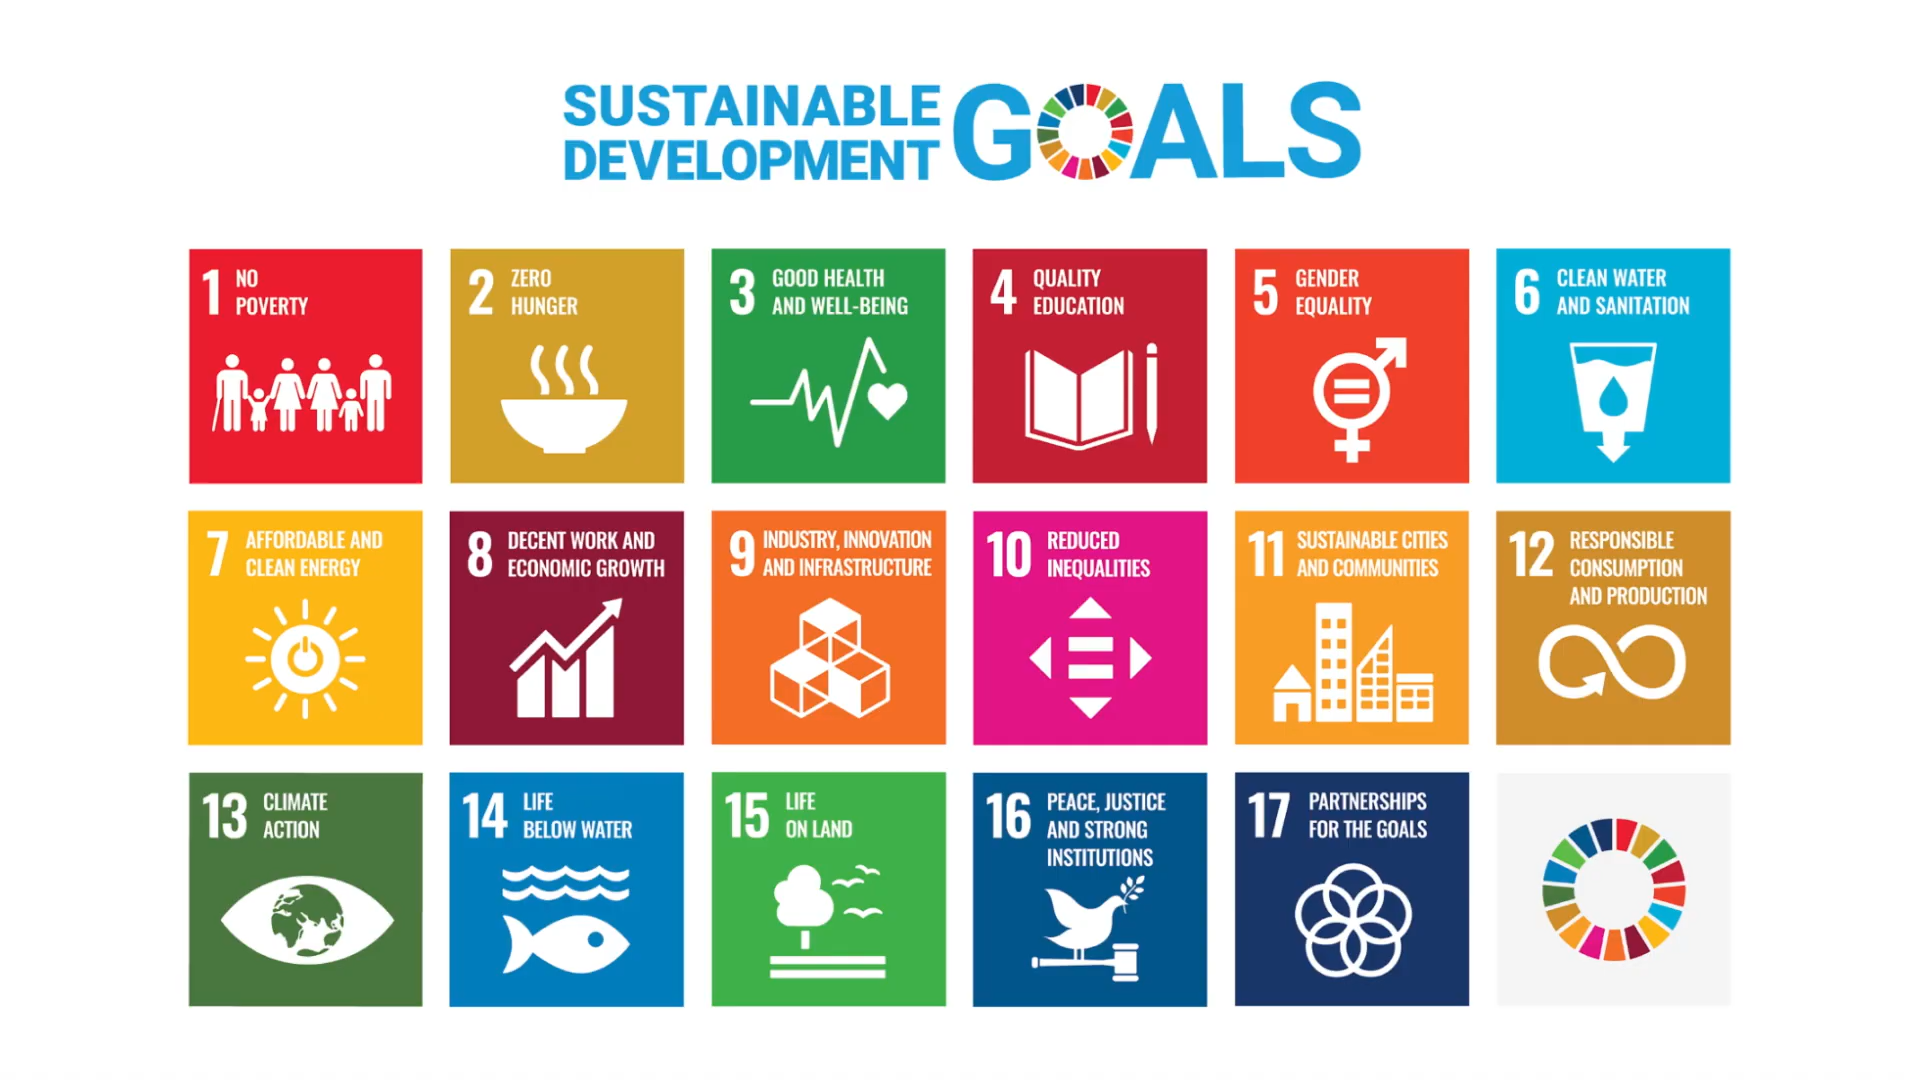 SUSTAINABLE
DEVELOPMENT
GOALS
1 NO
POVERTY
2 ZERO
HUNGER
3 GOOD HEALTH
AND WELL-BEING
4 QUALITY
EDUCATION
5 GENDER
EQUALITY
6 CLEAN WATER
AND SANITATION
7 AFFORDABLE AND
CLEAN ENERGY
8 DECENT WORK AND
ECONOMIC GROWTH
9 INDUSTRY, INNOVATION
AND INFRASTRUCTURE
10 REDUCED
INEQUALITIES
11 SUSTAINABLE CITIES
AND COMMUNITIES
12 RESPONSIBLE
CONSUMPTION
AND PRODUCTION
13 CLIMATE
ACTION
14 LIFE
BELOW WATER
15 LIFE
ON LAND
16 PEACE, JUSTICE
AND STRONG
INSTITUTIONS
17 PARTNERSHIPS
FOR THE GOALS